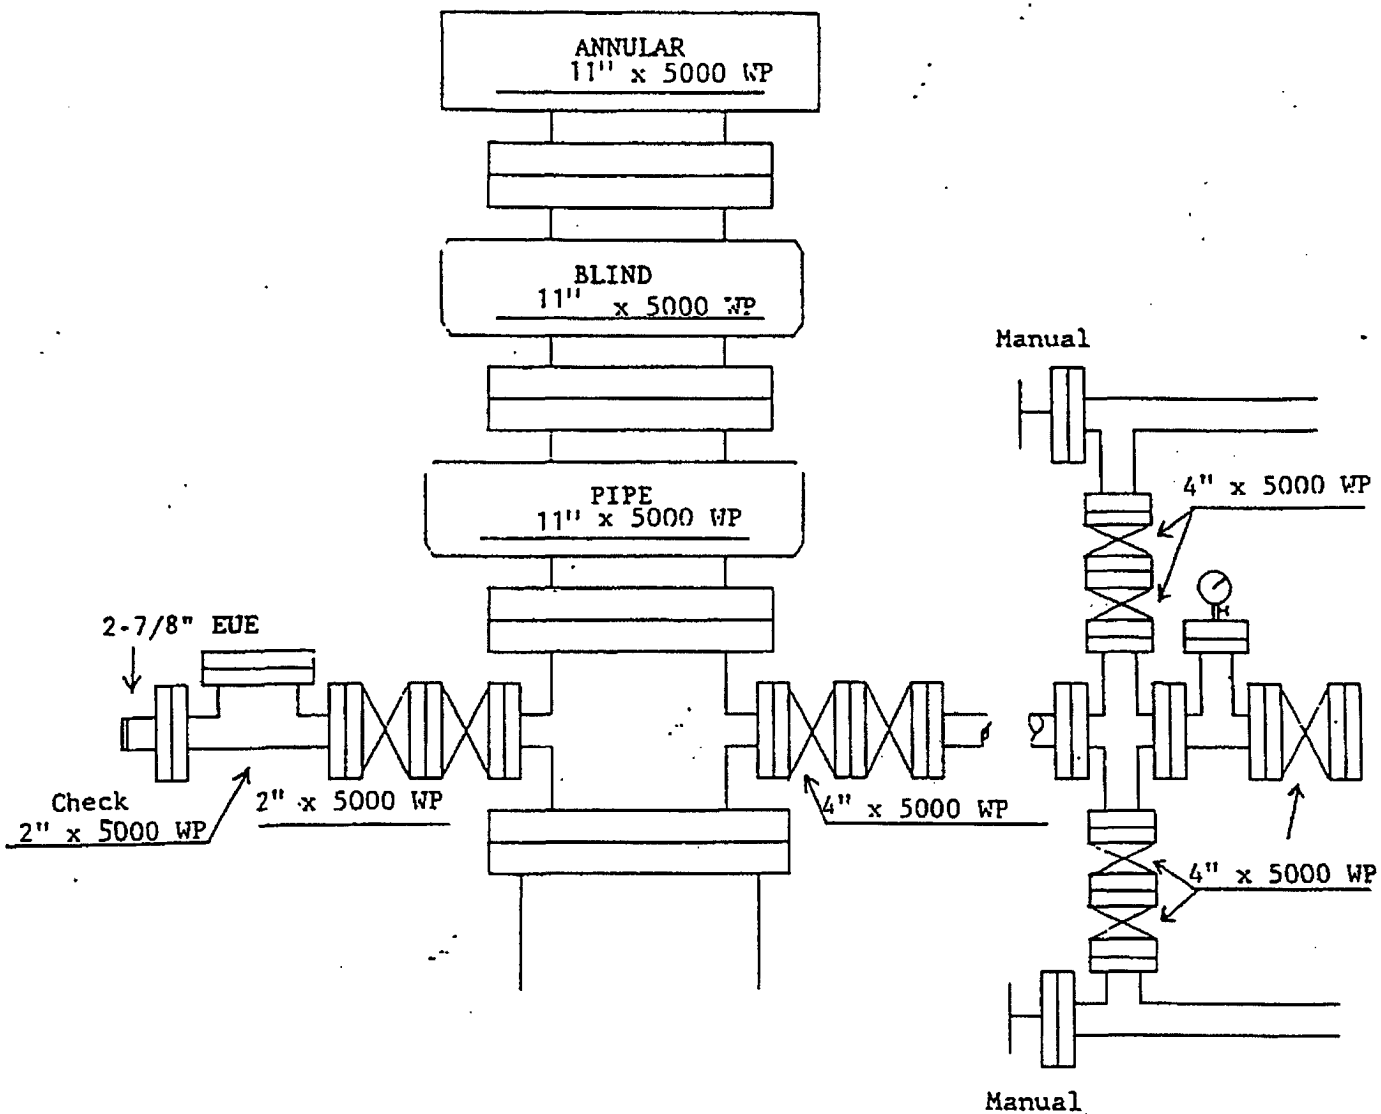 ANNULAR
11" x 5000 WP
BLIND
11" x 5000 WP
Manual
PIPE
11" x 5000 WP
4" x 5000 WP
2-7/8" EUE
Check
2" x 5000 WP
2" x 5000 WP
4" x 5000 WP
4" x 5000 WP
Manual